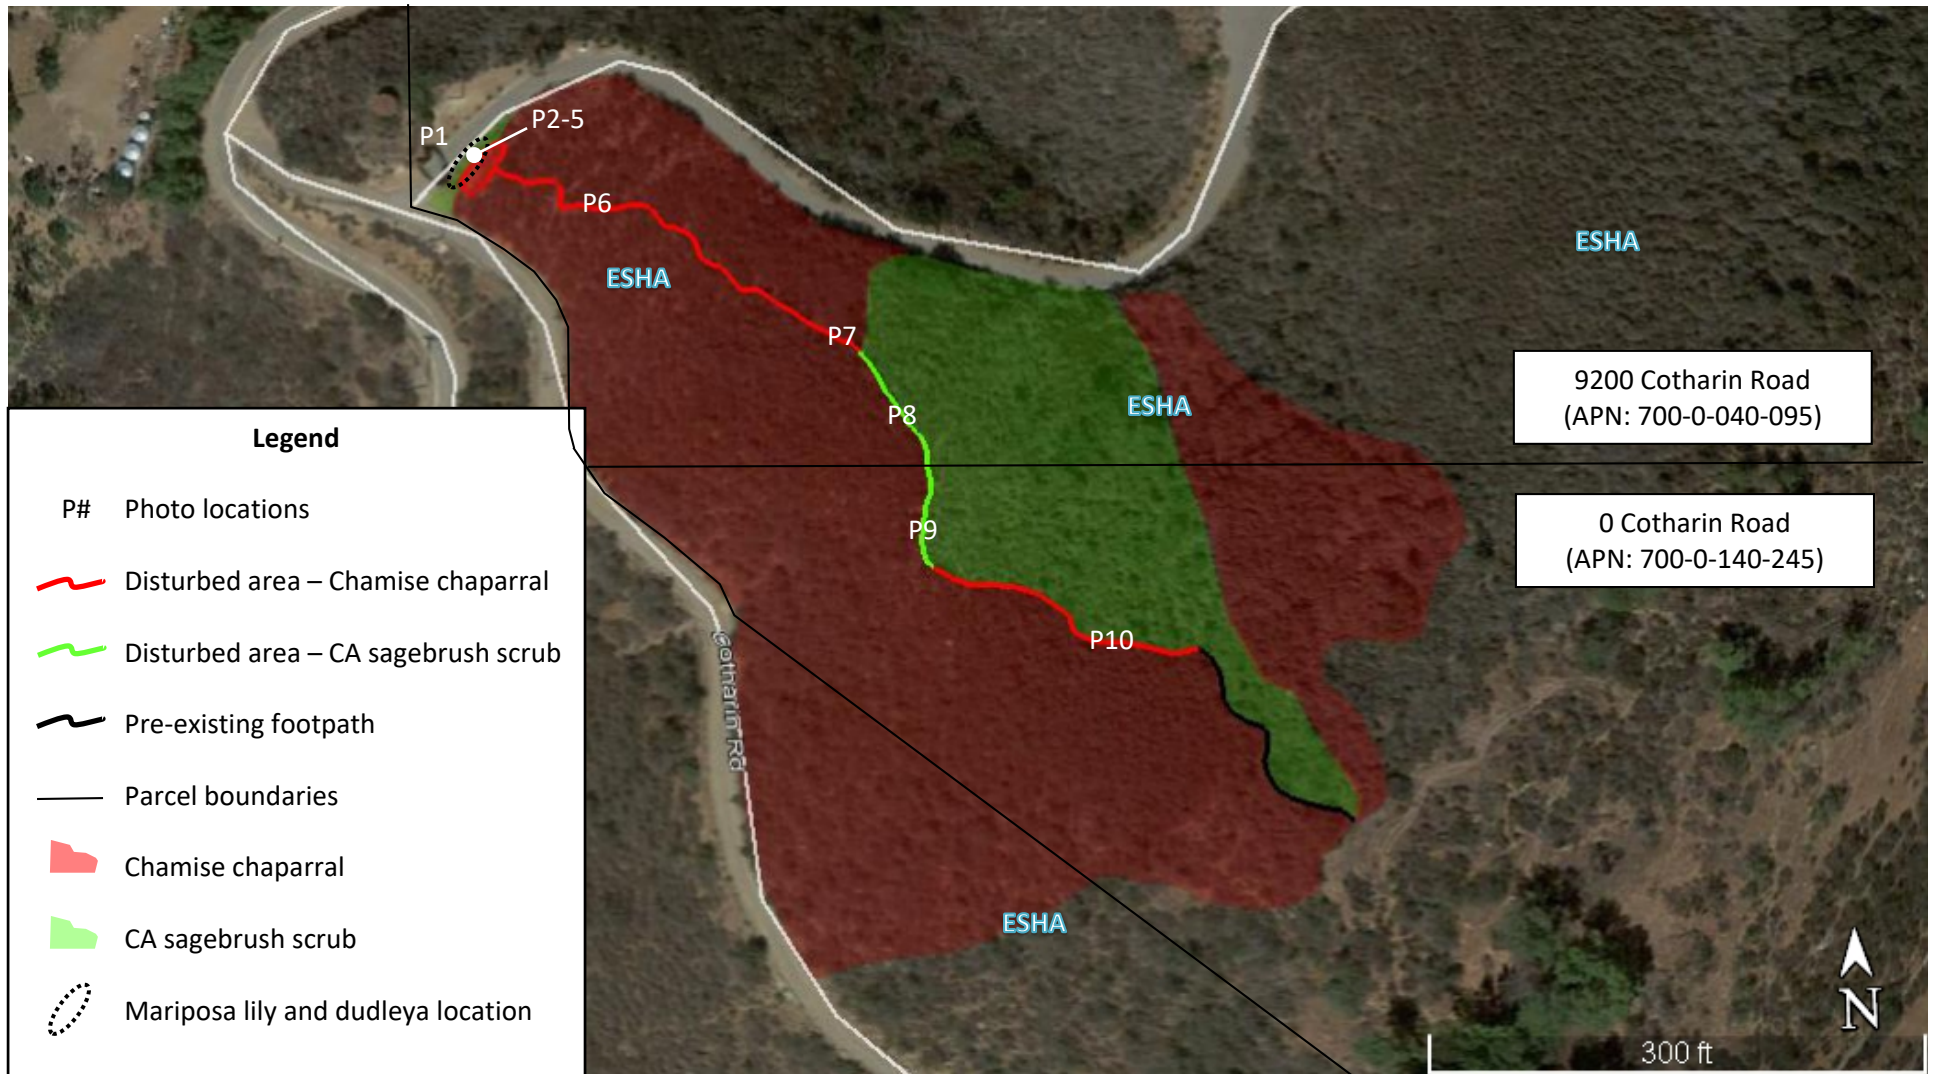 P1
P2-5
P6
ESHA
ESHA
P7
9200 Cotharin Road
(APN: 700-0-040-095)
P8
ESHA
Legend
P# Photo locations
0 Cotharin Road
(APN: 700-0-140-245)
P9
Disturbed area – Chamise chaparral
P10
Disturbed area – CA sagebrush scrub
Cotharin Rd
Pre-existing footpath
Parcel boundaries
Chamise chaparral
ESHA
CA sagebrush scrub
Mariposa lily and dudleya location
N
300 ft